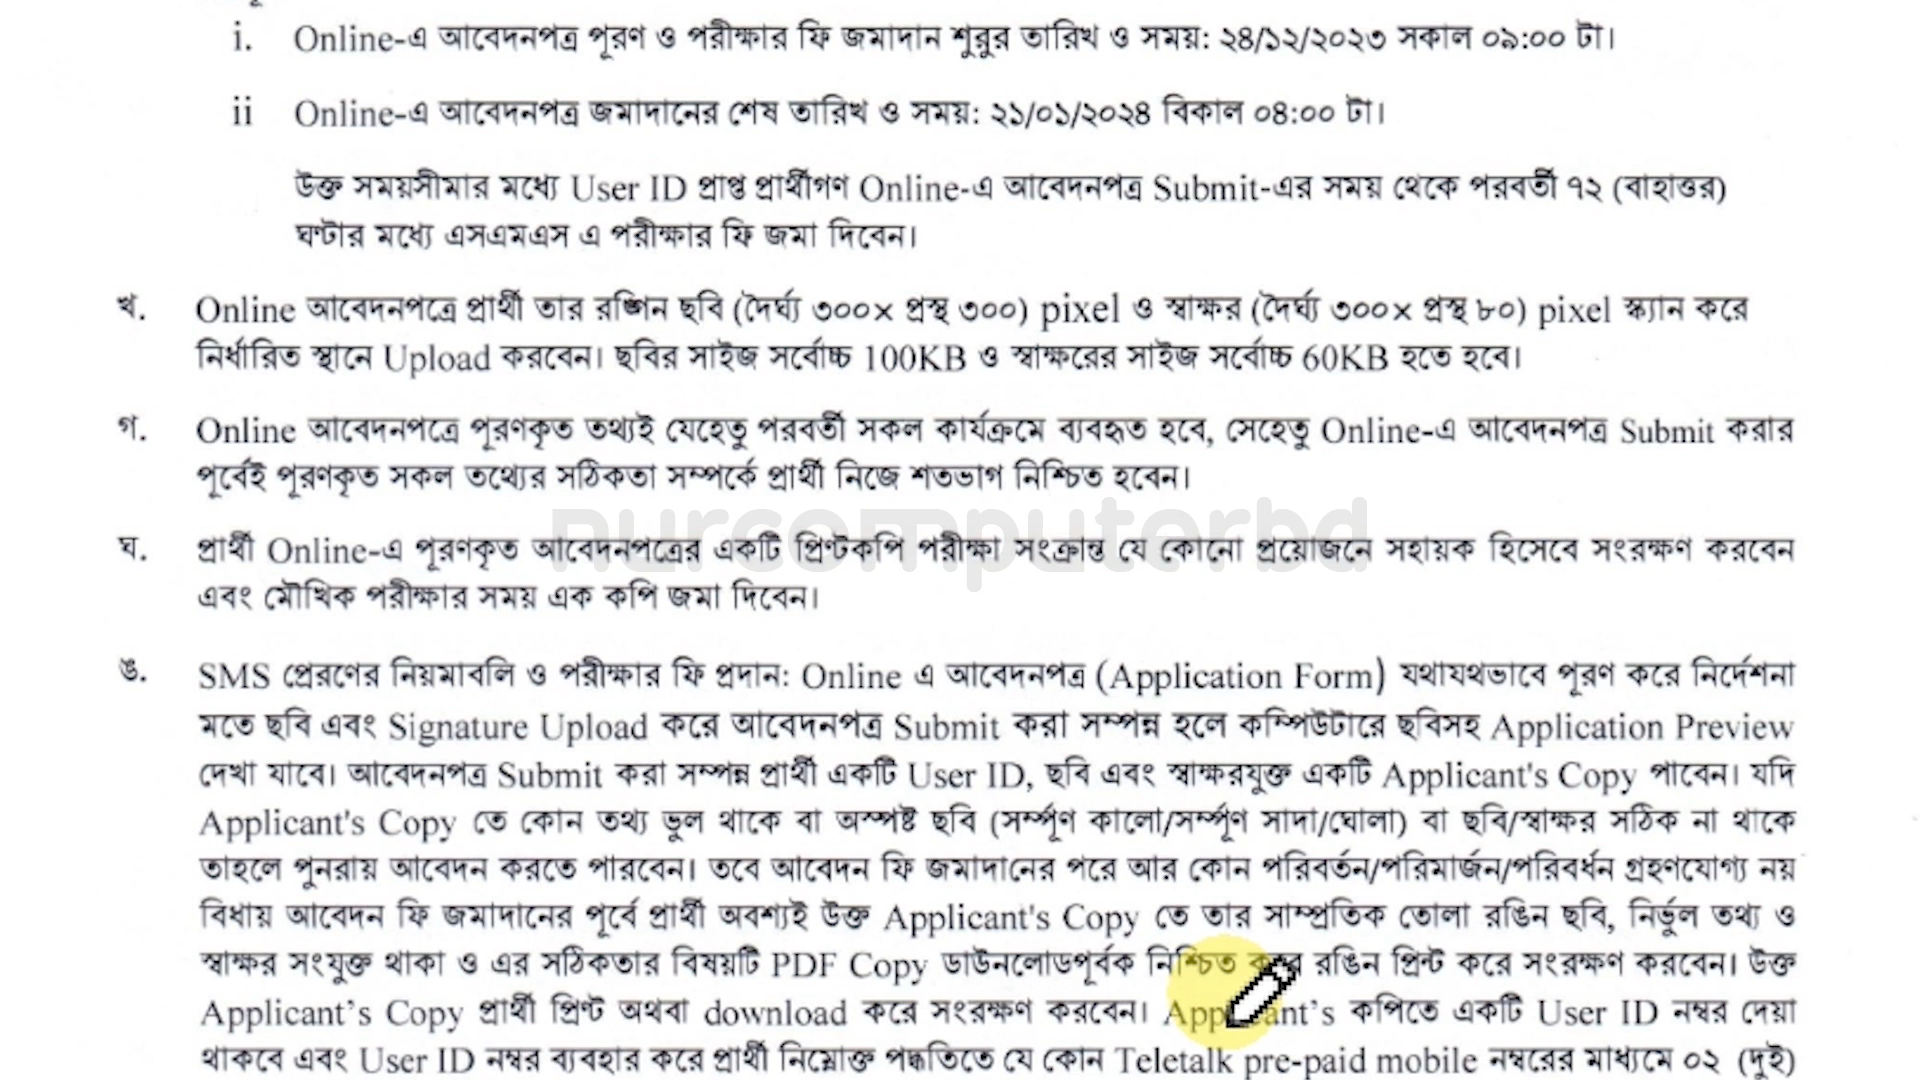 i. Online-এ আবেদনপত্র পূরণ ও পরীক্ষার ফি জমাদান শুরুর তারিখ ও সময়: ২৪/১২/২০২৩ সকাল ০৯:০০ টা।
ii Online-এ আবেদনপত্র জমাদানের শেষ তারিখ ও সময়: ২১/০১/২০২৪ বিকাল ০৪:০০ টা।
উক্ত সময়সীমার মধ্যে User ID প্রাপ্ত প্রার্থীগণ Online-এ আবেদনপত্র Submit-এর সময় থেকে পরবর্তী ৭২ (বাহাত্তর)
ঘণ্টার মধ্যে এসএমএস এ পরীক্ষার ফি জমা দিবেন।
খ. Online আবেদনপত্রে প্রার্থী তার রঙ্গিন ছবি (দৈর্ঘ্য ৩০০× প্রস্থ ৩০০) pixel ও স্বাক্ষর (দৈর্ঘ্য ৩০০× প্রস্থ ৮০) pixel স্ক্যান করে
নির্ধারিত স্থানে Upload করবেন। ছবির সাইজ সর্বোচ্চ 100KB ও স্বাক্ষরের সাইজ সর্বোচ্চ 60KB হতে হবে।
গ. Online আবেদনপত্রে পূরণকৃত তথ্যই যেহেতু পরবর্তী সকল কার্যক্রমে ব্যবহৃত হবে, সেহেতু Online-এ আবেদনপত্র Submit করার
পূর্বেই পূরণকৃত সকল তথ্যের সঠিকতা সম্পর্কে প্রার্থী নিজে শতভাগ নিশ্চিত হবেন।
nurcomputerbd
ঘ. প্রার্থী Online-এ পূরণকৃত আবেদনপত্রের একটি প্রিন্টকপি পরীক্ষা সংক্রান্ত যে কোনো প্রয়োজনে সহায়ক হিসেবে সংরক্ষণ করবেন
এবং মৌখিক পরীক্ষার সময় এক কপি জমা দিবেন।
ঙ. SMS প্রেরণের নিয়মাবলি ও পরীক্ষার ফি প্রদান: Online এ আবেদনপত্র (Application Form) যথাযথভাবে পূরণ করে নির্দেশনা
মতে ছবি এবং Signature Upload করে আবেদনপত্র Submit করা সম্পন্ন হলে কম্পিউটারে ছবিসহ Application Preview
দেখা যাবে। আবেদনপত্র Submit করা সম্পন্ন প্রার্থী একটি User ID, ছবি এবং স্বাক্ষরযুক্ত একটি Applicant's Copy পাবেন। যদি
Applicant's Copy তে কোন তথ্য ভুল থাকে বা অস্পষ্ট ছবি (সর্ম্পূণ কালো/সর্ম্পূণ সাদা/ঘোলা) বা ছবি/স্বাক্ষর সঠিক না থাকে
তাহলে পুনরায় আবেদন করতে পারবেন। তবে আবেদন ফি জমাদানের পরে আর কোন পরিবর্তন/পরিমার্জন/পরিবর্ধন গ্রহণযোগ্য নয়
বিধায় আবেদন ফি জমাদানের পূর্বে প্রার্থী অবশ্যই উক্ত Applicant's Copy তে তার সাম্প্রতিক তোলা রঙিন ছবি, নির্ভুল তথ্য ও
স্বাক্ষর সংযুক্ত থাকা ও এর সঠিকতার বিষয়টি PDF Copy ডাউনলোডপূর্বক নিশ্চিত করে রঙিন প্রিন্ট করে সংরক্ষণ করবেন। উক্ত
Applicant’s Copy প্রার্থী প্রিন্ট অথবা download করে সংরক্ষণ করবেন। Applicant’s কপিতে একটি User ID নম্বর দেয়া
থাকবে এবং User ID নম্বর ব্যবহার করে প্রার্থী নিম্নোক্ত পদ্ধতিতে যে কোন Teletalk pre-paid mobile নম্বরের মাধ্যমে ০২ (দুই)